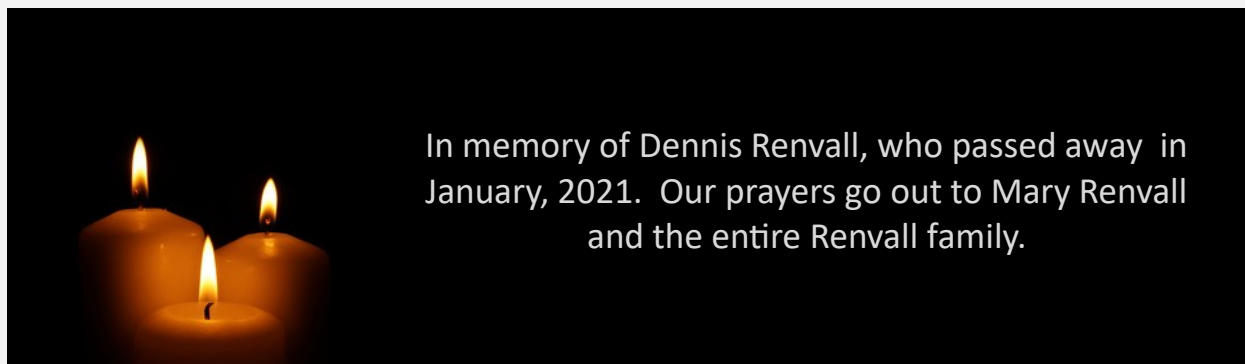 In memory of Dennis Renvall, who passed away  in
January, 2021.  Our prayers go out to Mary Renvall
and the entire Renvall family.